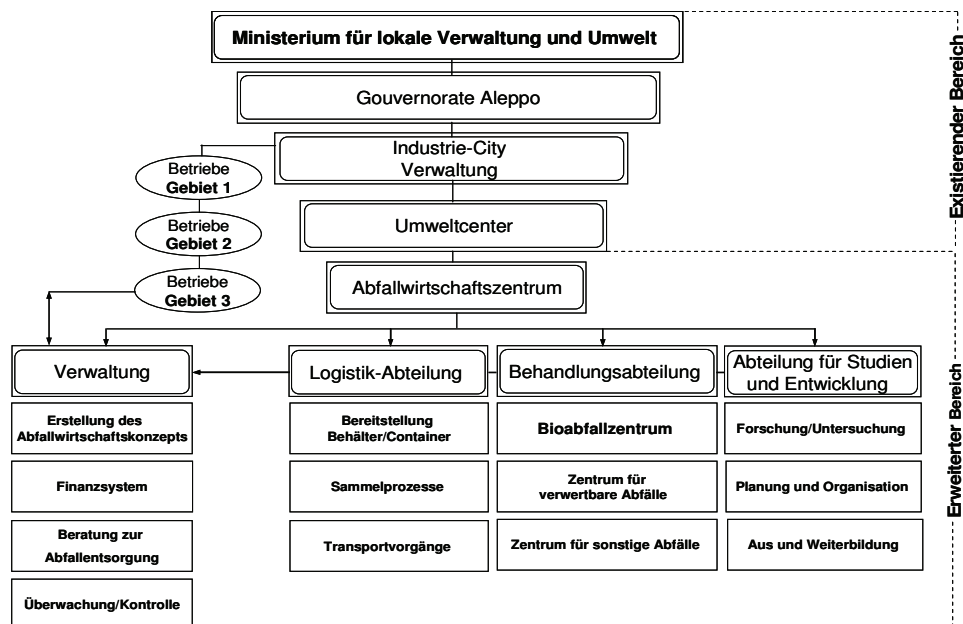 Ministerium für lokale Verwaltung und Umwelt
Gouvernorate Aleppo
Industrie-City
Verwaltung
Betriebe
Gebiet 1
Umweltcenter
Betriebe
Gebiet 2
Abfallwirtschaftszentrum
Betriebe
Gebiet 3
Existierender Bereich
Verwaltung
Erstellung des
Abfallwirtschaftskonzepts
Finanzsystem
Beratung zur
Abfallentsorgung
Überwachung/Kontrolle
Logistik-Abteilung
Bereitstellung
Behälter/Container
Sammelprozesse
Transportvorgänge
Behandlungsabteilung
Bioabfallzentrum
Zentrum für
verwertbare Abfälle
Zentrum für sonstige Abfälle
Abteilung für Studien
und Entwicklung
Forschung/Untersuchung
Planung und Organisation
Aus und Weiterbildung
Erweiterter Bereich